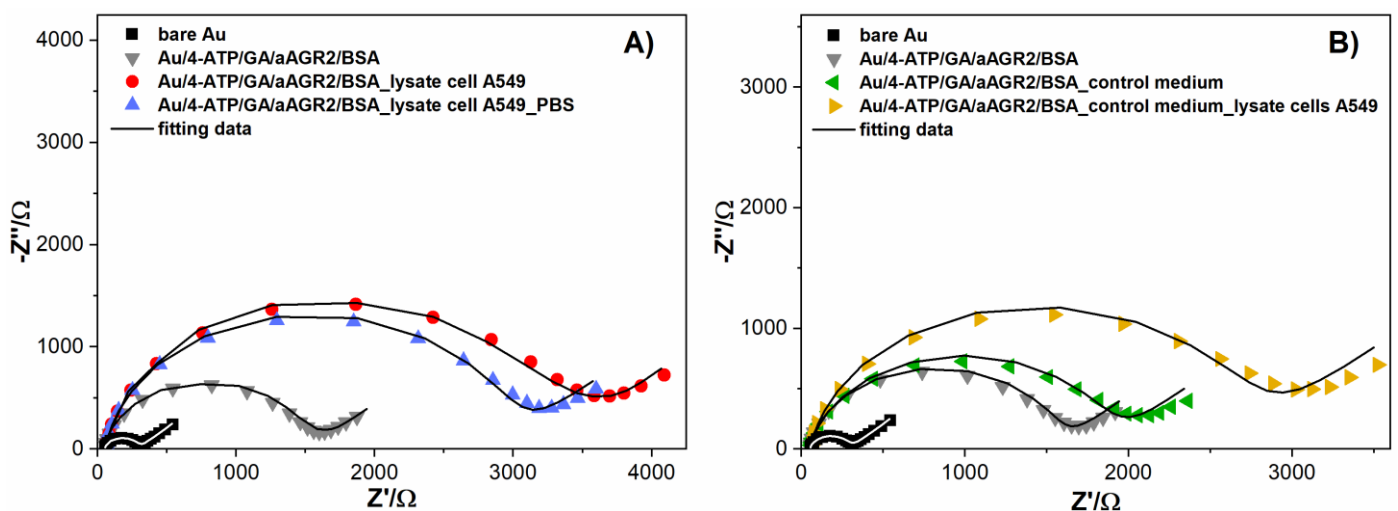 A)
bare Au
Au/4-ATP/GA/aAGR2/BSA
Au/4-ATP/GA/aAGR2/BSA_lysate cell A549
Au/4-ATP/GA/aAGR2/BSA_lysate cell A549_PBS
fitting data
-Z''/Ω
4000
3000
2000
1000
0
0 1000 2000 3000 4000
Z'/Ω
B)
bare Au
Au/4-ATP/GA/aAGR2/BSA
Au/4-ATP/GA/aAGR2/BSA_control medium
Au/4-ATP/GA/aAGR2/BSA_control medium_lysate cells A549
fitting data
-Z''/Ω
3000
2000
1000
0
0 1000 2000 3000
Z'/Ω